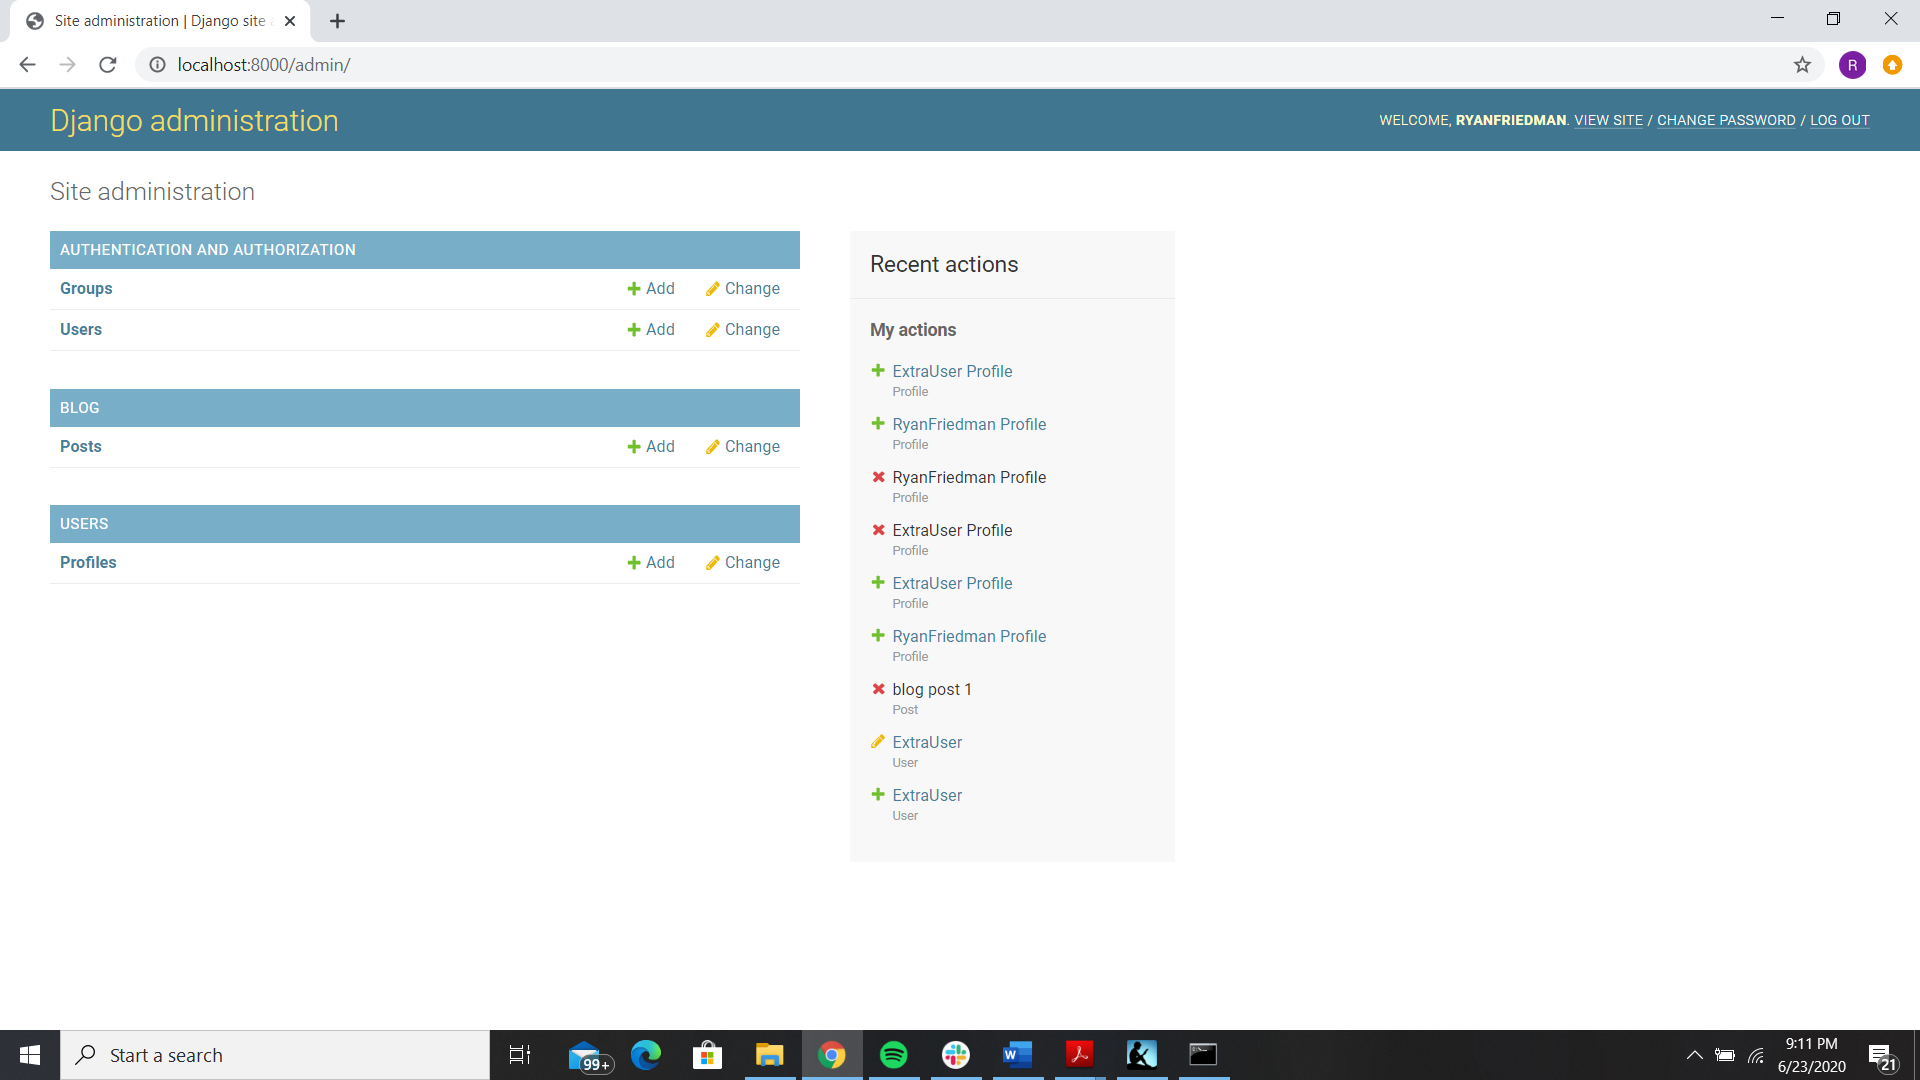 Site administration | Django site
localhost:8000/admin/
R
Django administration
WELCOME, RYANFRIEDMAN. VIEW SITE / CHANGE PASSWORD / LOG OUT
Site administration
AUTHENTICATION AND AUTHORIZATION
Groups Add Change
Users Add Change
BLOG
Posts Add Change
USERS
Profiles Add Change
Recent actions
My actions
ExtraUser Profile
Profile
RyanFriedman Profile
Profile
RyanFriedman Profile
Profile
ExtraUser Profile
Profile
ExtraUser Profile
Profile
RyanFriedman Profile
Profile
blog post 1
Post
ExtraUser
User
ExtraUser
User
Start a search
99+
W
9:11 PM
6/23/2020
21